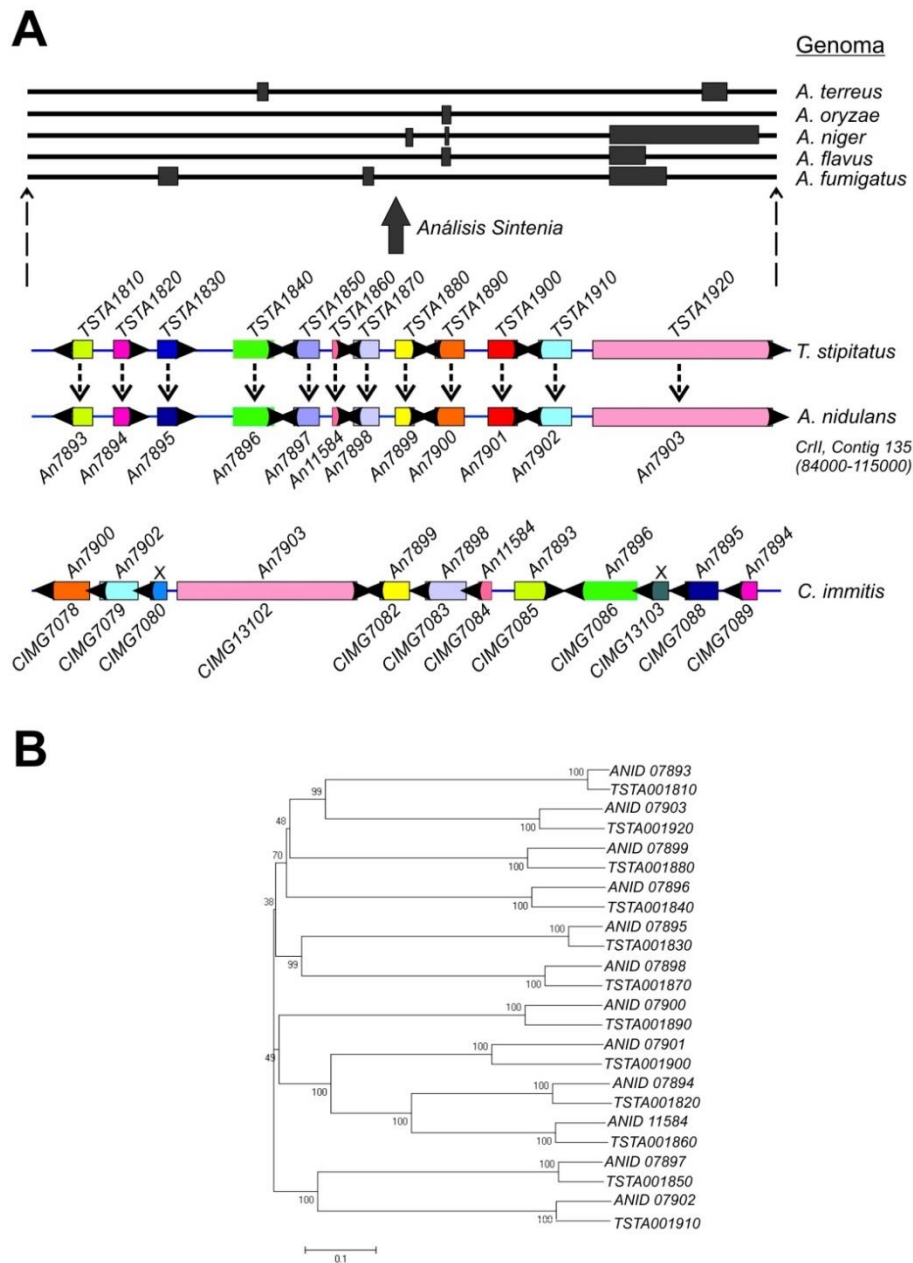 A
Genoma
A. terreus
A. oryzae
A. niger
A. flavus
A. fumigatus
Análisis Sintenia
TSTA1810 TSTA1820 TSTA1830 TSTA1840 TSTA1850 TSTA1860 TSTA1870 TSTA1880 TSTA1890 TSTA1900 TSTA1910 TSTA1920
T. stipitatus
A. nidulans
An7893 An7894 An7895 An7896 An7897 An11584 An7898 An7899 An7900 An7901 An7902 An7903
CrII, Contig 135
(84000-115000)
An7900 An7902 X An7903 An7899 An7898 An11584 An7893 An7896 X An7895 An7894
C. immitis
CIMG7078 CIMG7079 CIMG7080 CIMG13102 CIMG7082 CIMG7083 CIMG7084 CIMG7085 CIMG7086 CIMG13103 CIMG7088 CIMG7089
B
100 ANID 07893
TSTA001810
99
ANID 07903
100 TSTA001920
48
ANID 07899
70
100 TSTA001880
ANID 07896
100 TSTA001840
38
100 ANID 07895
TSTA001830
99
ANID 07898
100 TSTA001870
100 ANID 07900
TSTA001890
49
100 ANID 07901
TSTA001900
100
100 ANID 07894
TSTA001820
100
ANID 11584
100 TSTA001860
100 ANID 07897
TSTA001850
100
ANID 07902
100 TSTA001910
0.1